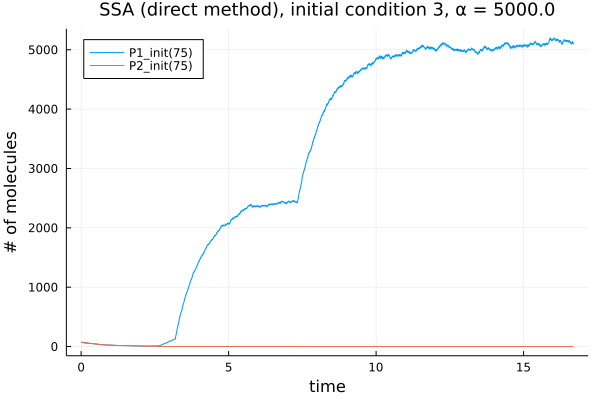 SSA (direct method), initial condition 3, α = 5000.0
P1_init(75)
P2_init(75)
5000
4000
3000
2000
1000
0
# of molecules
0 5 10 15
time